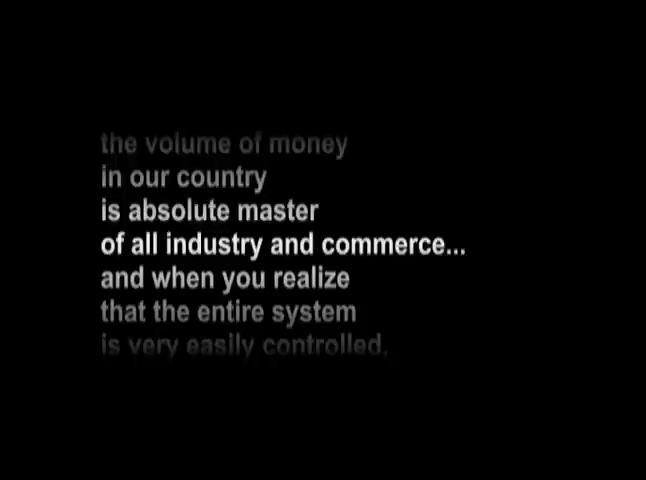 the volume of money
in our country
is absolute master
of all industry and commerce...
and when you realize
that the entire system
is very easily controlled,